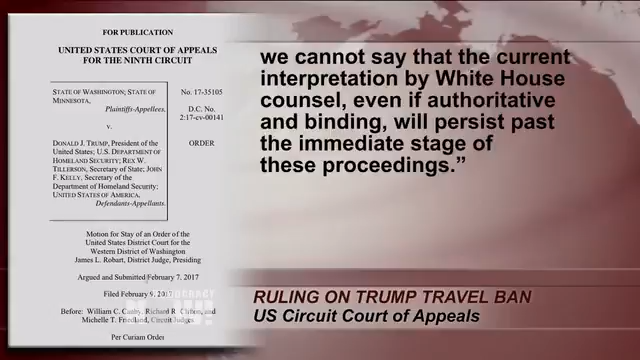 FOR PUBLICATION
UNITED STATES COURT OF APPEALS
FOR THE NINTH CIRCUIT
STATE OF WASHINGTON; STATE OF
MINNESOTA,
Plaintiffs-Appellees,
v.
DONALD J. TRUMP, President of the
United States; U.S. DEPARTMENT OF
HOMELAND SECURITY; REX W.
TILLERSON, Secretary of State; JOHN
F. KELLY, Secretary of the
Department of Homeland Security;
UNITED STATES OF AMERICA,
Defendants-Appellants.
No. 17-35105
D.C. No.
2:17-cv-00141
ORDER
Motion for Stay of an Order of the
United States District Court for the
Western District of Washington
James L. Robart, District Judge, Presiding
Argued and Submitted February 7, 2017
Filed February 9, 2017
Before: William C. Canby, Richard R. Clifton, and
Michelle T. Friedland, Circuit Judges
Per Curiam Order
we cannot say that the current
interpretation by White House
counsel, even if authoritative
and binding, will persist past
the immediate stage of
these proceedings.”
RULING ON TRUMP TRAVEL BAN
US Circuit Court of Appeals